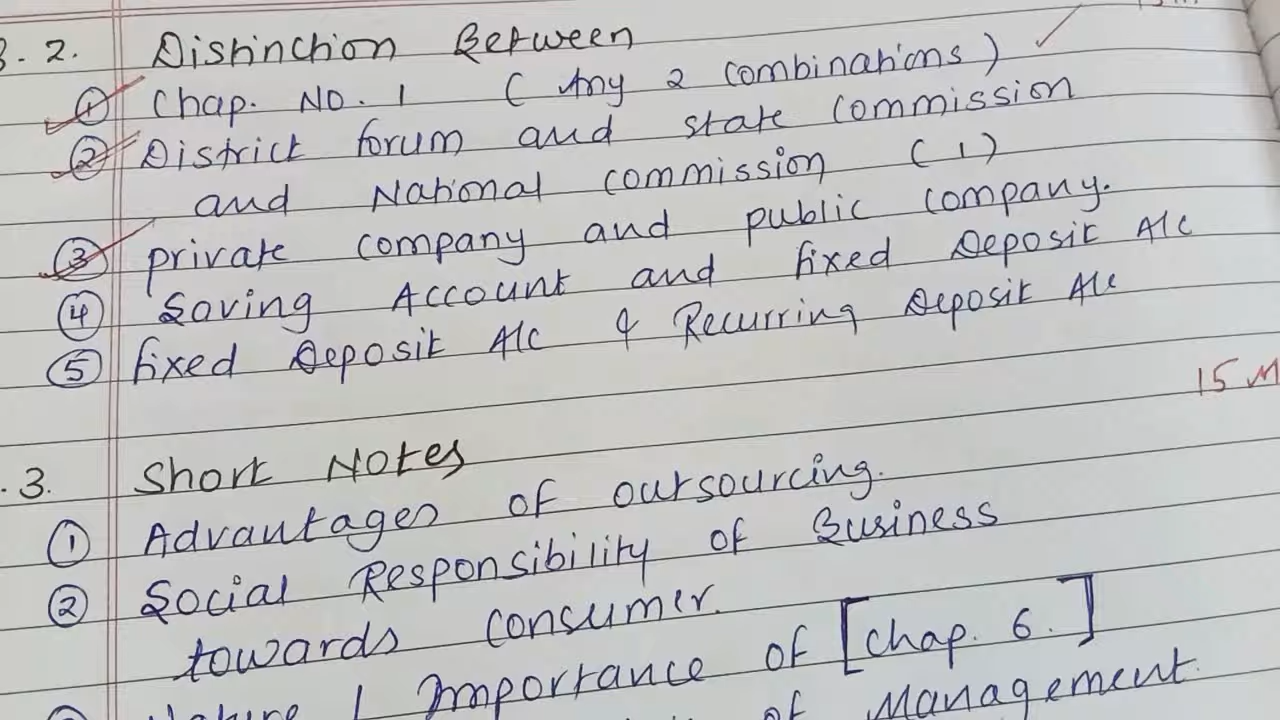 3. 2. Distinction Between
① Chap. No. 1 ( Any 2 combinations )
② District forum and state commission
and National commission ( 1 )
③ private company and public company.
④ Saving Account and fixed Deposit A/c
⑤ fixed Deposit A/c & Recurring Deposit A/c
15 M
.3. Short Notes
① Advantages of outsourcing.
② Social Responsibility of Business
towards consumer.
/ Importance of [chap. 6.]
of Management.